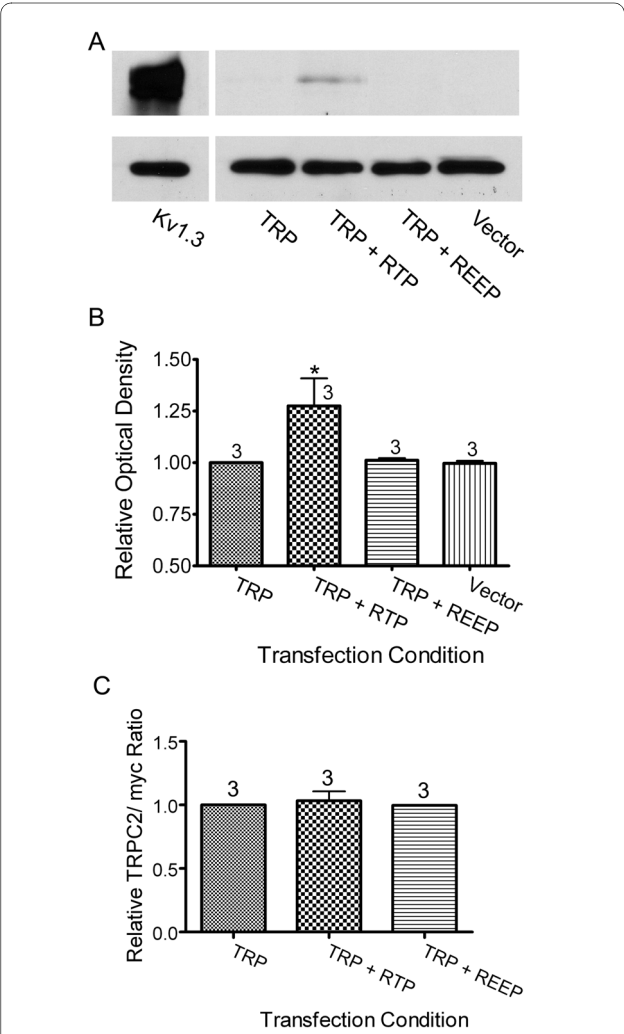 A
Kv1.3
TRP
TRP + RTP
TRP + REEP
Vector
B
Relative Optical Density
1.50
1.25
1.00
0.75
0.50
3
*
3
3
3
TRP
TRP + RTP
TRP + REEP
Vector
Transfection Condition
C
Relative TRPC2/ myc Ratio
1.5
1.0
0.5
0.0
3
3
3
TRP
TRP + RTP
TRP + REEP
Transfection Condition